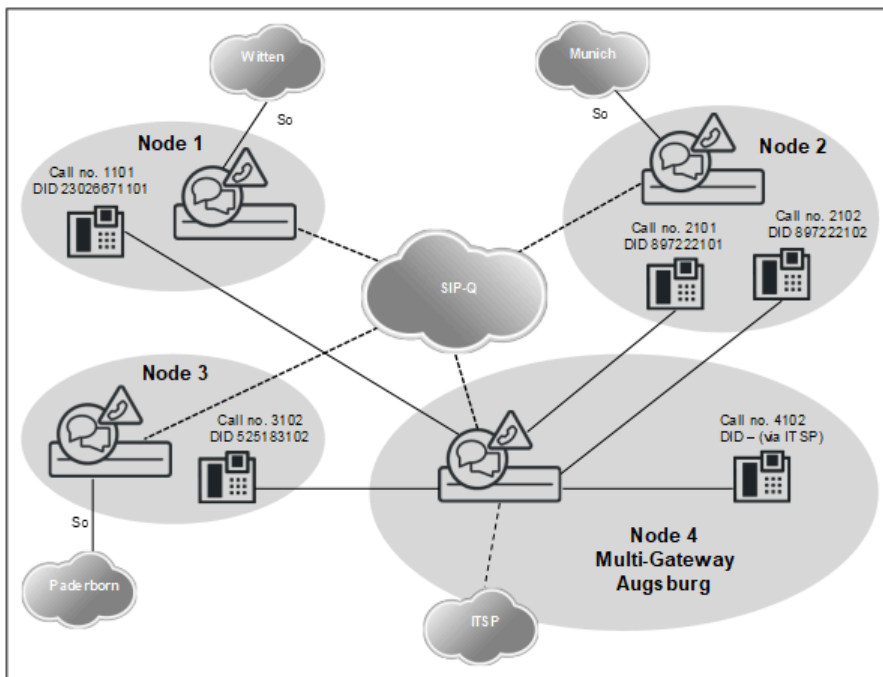 Witten
Munich
So
So
Node 1
Node 2
Call no. 1101
DID 23026671101
Call no. 2102
DID 897222102
Call no. 2101
DID 897222101
SIP-Q
Node 3
Call no. 3102
DID 525183102
Call no. 4102
DID – (via ITSP)
So
Node 4
Multi-Gateway
Augsburg
Paderborn
ITSP